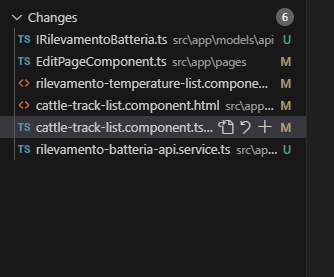 Changes 6
TS IRilevamentoBatteria.ts src\app\models\api U
TS EditPageComponent.ts src\app\pages M
<> rilevamento-temperature-list.compone... M
<> cattle-track-list.component.html src\app... M
TS cattle-track-list.component.ts... M
TS rilevamento-batteria-api.service.ts src\ap... U